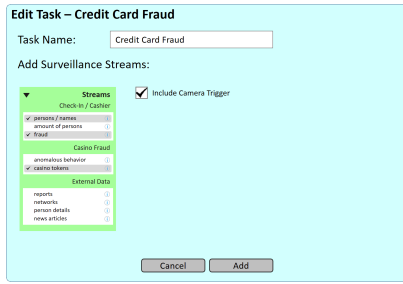 Edit Task – Credit Card Fraud
Task Name: Credit Card Fraud
Add Surveillance Streams:
Streams
Include Camera Trigger
Check-In / Cashier
persons / names
amount of persons
fraud
Casino Fraud
anomalous behavior
casino tokens
External Data
reports
networks
person details
news articles
Cancel Add